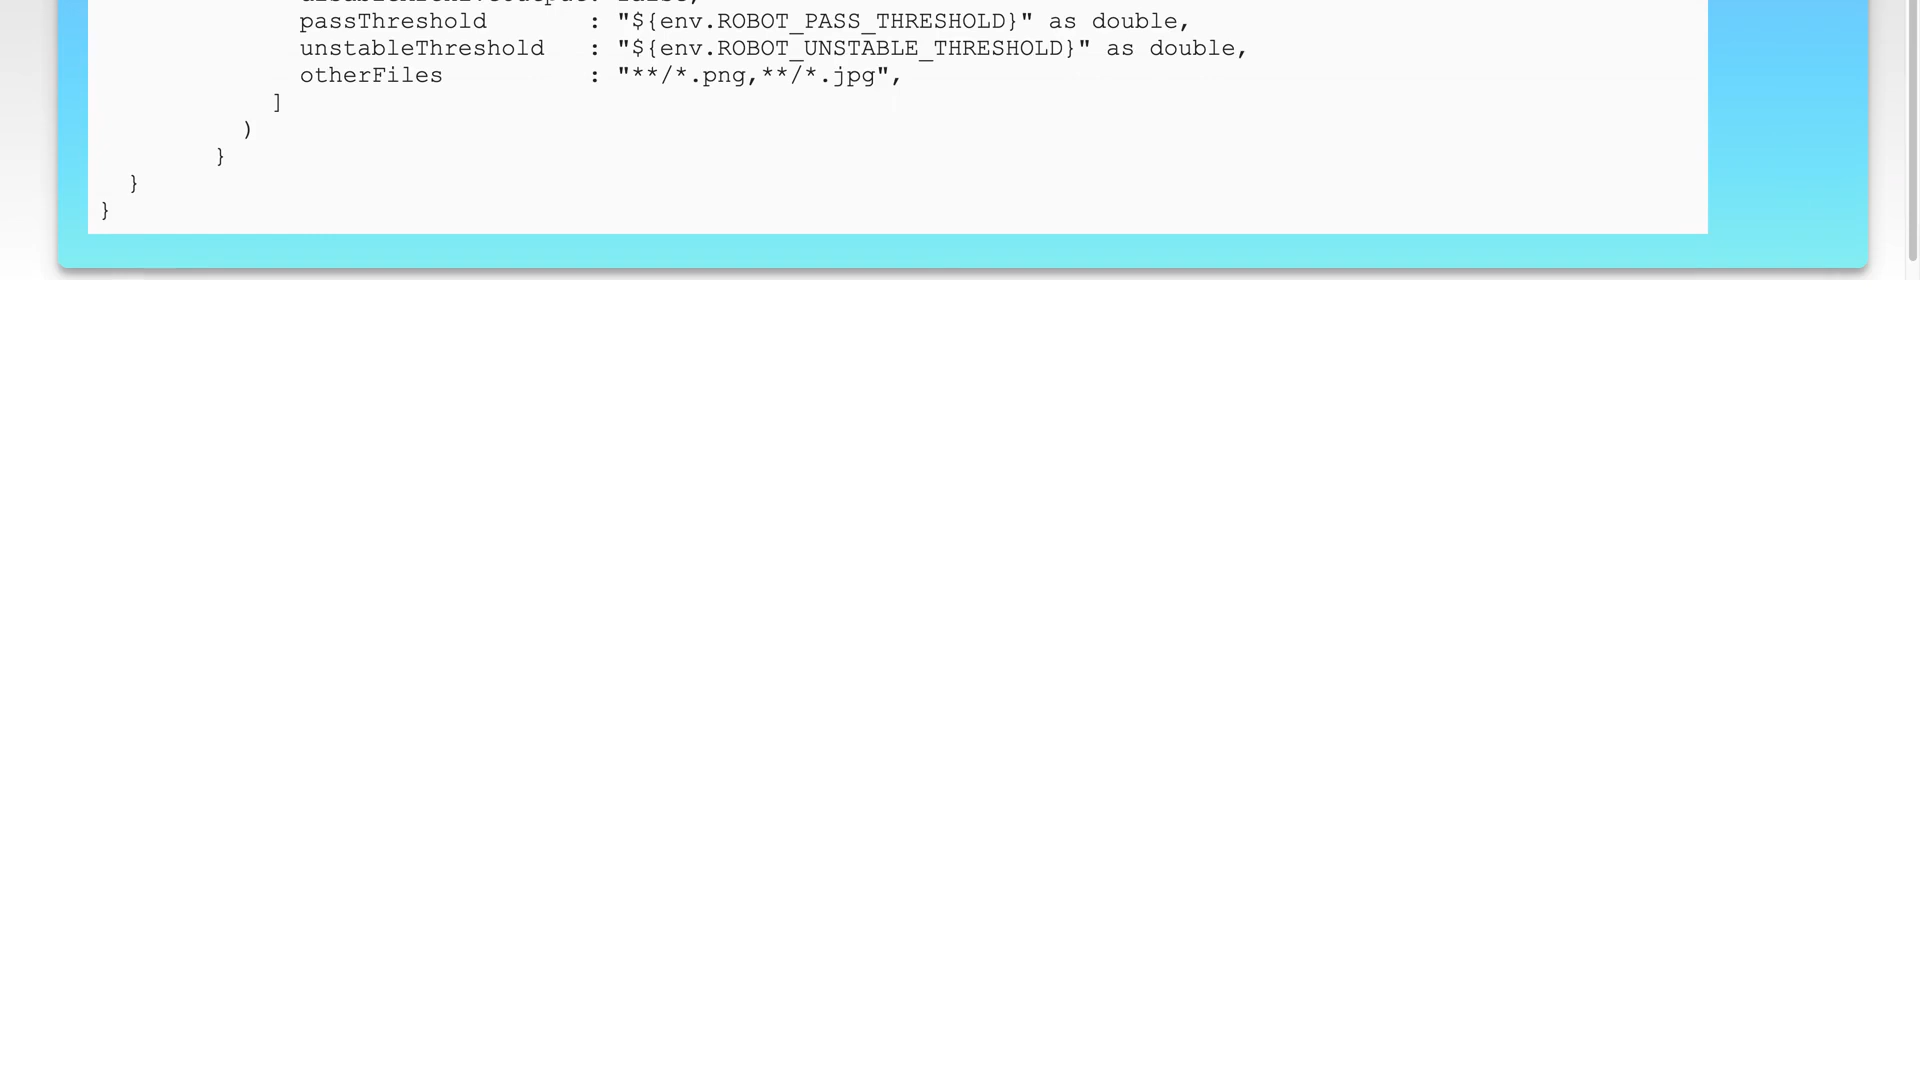 passThreshold : "${env.ROBOT_PASS_THRESHOLD}" as double,
unstableThreshold : "${env.ROBOT_UNSTABLE_THRESHOLD}" as double,
otherFiles : "**/*.png,**/*.jpg",
]
)
}
}
}